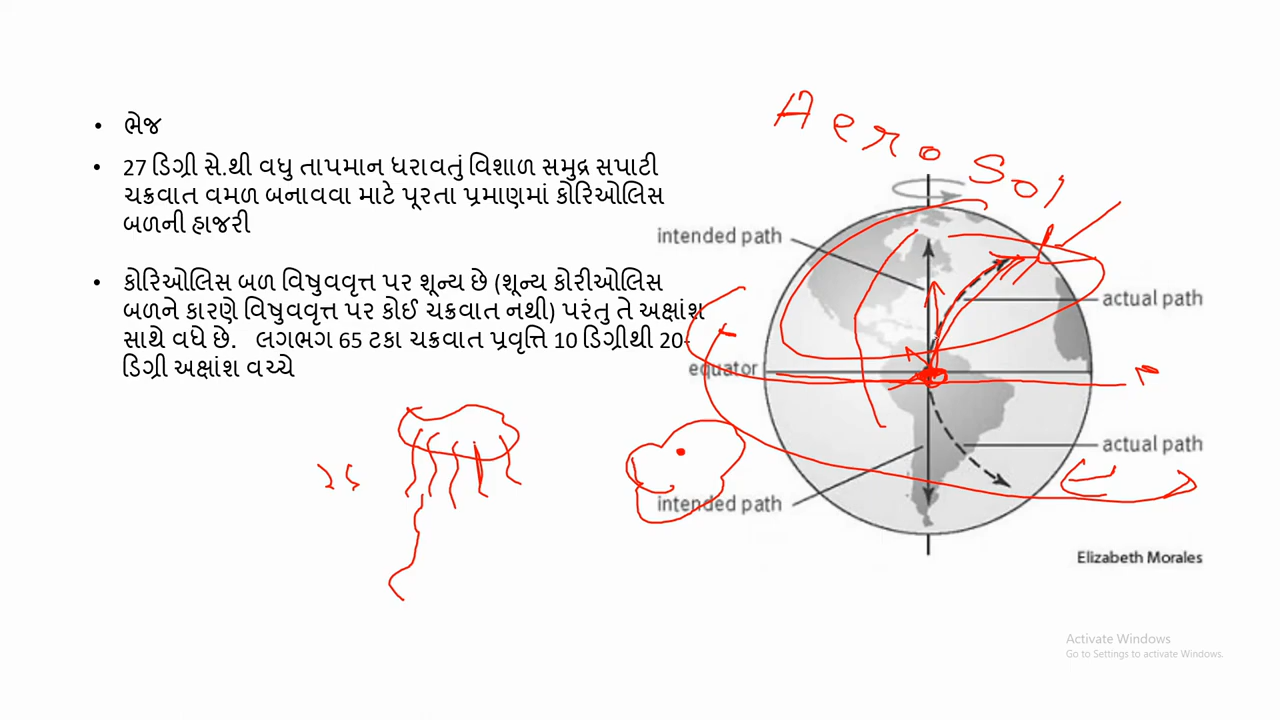 • ભેજ
• 27 ડિગ્રી સે.થી વધુ તાપમાન ધરાવતું વિશાળ સમુદ્ર સપાટી
ચક્રવાત વમળ બનાવવા માટે પૂરતા પ્રમાણમાં કોરિઓલિસ
બળની હાજરી
• કોરિઓલિસ બળ વિષુવવૃત્ત પર શૂન્ય છે (શૂન્ય કોરીઓલિસ
બળને કારણે વિષુવવૃત્ત પર કોઈ ચક્રવાત નથી) પરંતુ તે અક્ષાંશ
સાથે વધે છે. લગભગ 65 ટકા ચક્રવાત પ્રવૃત્તિ 10 ડિગ્રીથી 20-
ડિગ્રી અક્ષાંશ વચ્ચે
Aero Sol
intended path
actual path
equator
actual path
intended path
Elizabeth Morales
Activate Windows
Go to Settings to activate Windows.